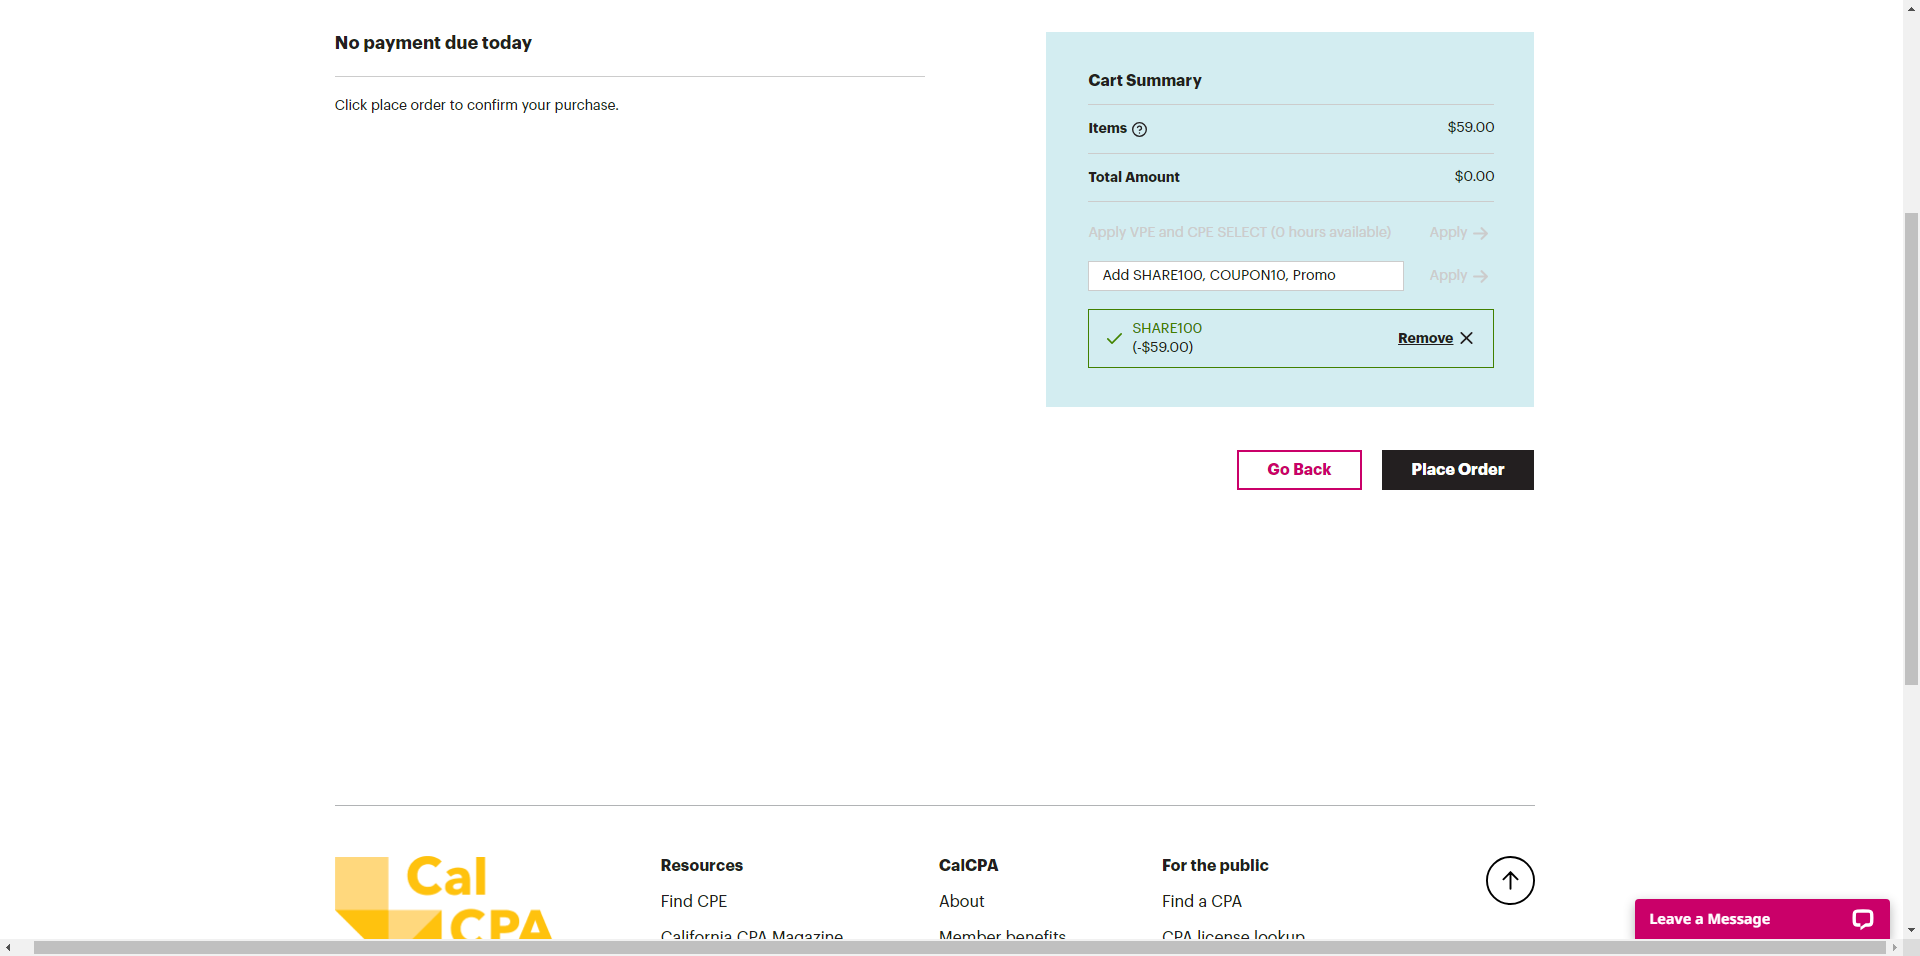 No payment due today
Click place order to confirm your purchase.
Cart Summary
Items ? $59.00
Total Amount $0.00
Apply VPE and CPE SELECT (0 hours available) Apply
Add SHARE100, COUPON10, Promo Apply
SHARE100
(-$59.00)
Remove
Go Back Place Order
Cal
CPA
Resources
Find CPE
California CPA Magazine
CalCPA
About
Member benefits
For the public
Find a CPA
CPA license lookup
Leave a Message